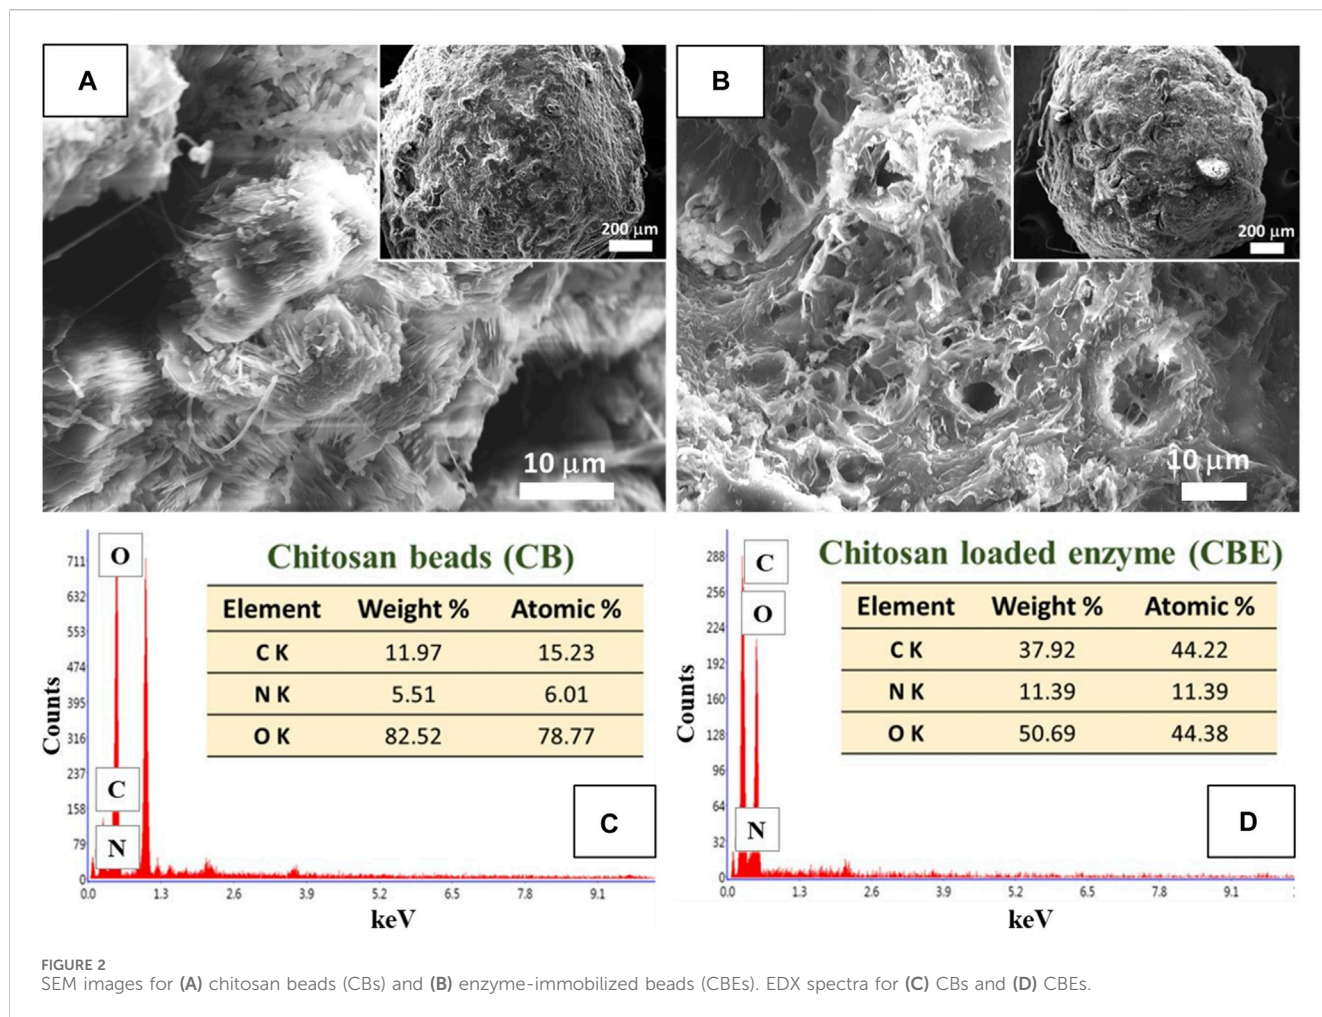 A
200 μm
10 μm
B
200 μm
10 μm
Chitosan beads (CB)
Element Weight % Atomic %
C K 11.97 15.23
N K 5.51 6.01
O K 82.52 78.77
O
C
N
C
711
632
553
474
395
316
237
158
79
0
Counts
0.0 1.3 2.6 3.9 5.2 6.5 7.8 9.1
keV
Chitosan loaded enzyme (CBE)
Element Weight % Atomic %
C K 37.92 44.22
N K 11.39 11.39
O K 50.69 44.38
C
O
N
D
288
256
224
192
160
128
96
64
32
0
Counts
0.0 1.3 2.6 3.9 5.2 6.5 7.8 9.1
keV
FIGURE 2
SEM images for (A) chitosan beads (CBs) and (B) enzyme-immobilized beads (CBEs). EDX spectra for (C) CBs and (D) CBEs.